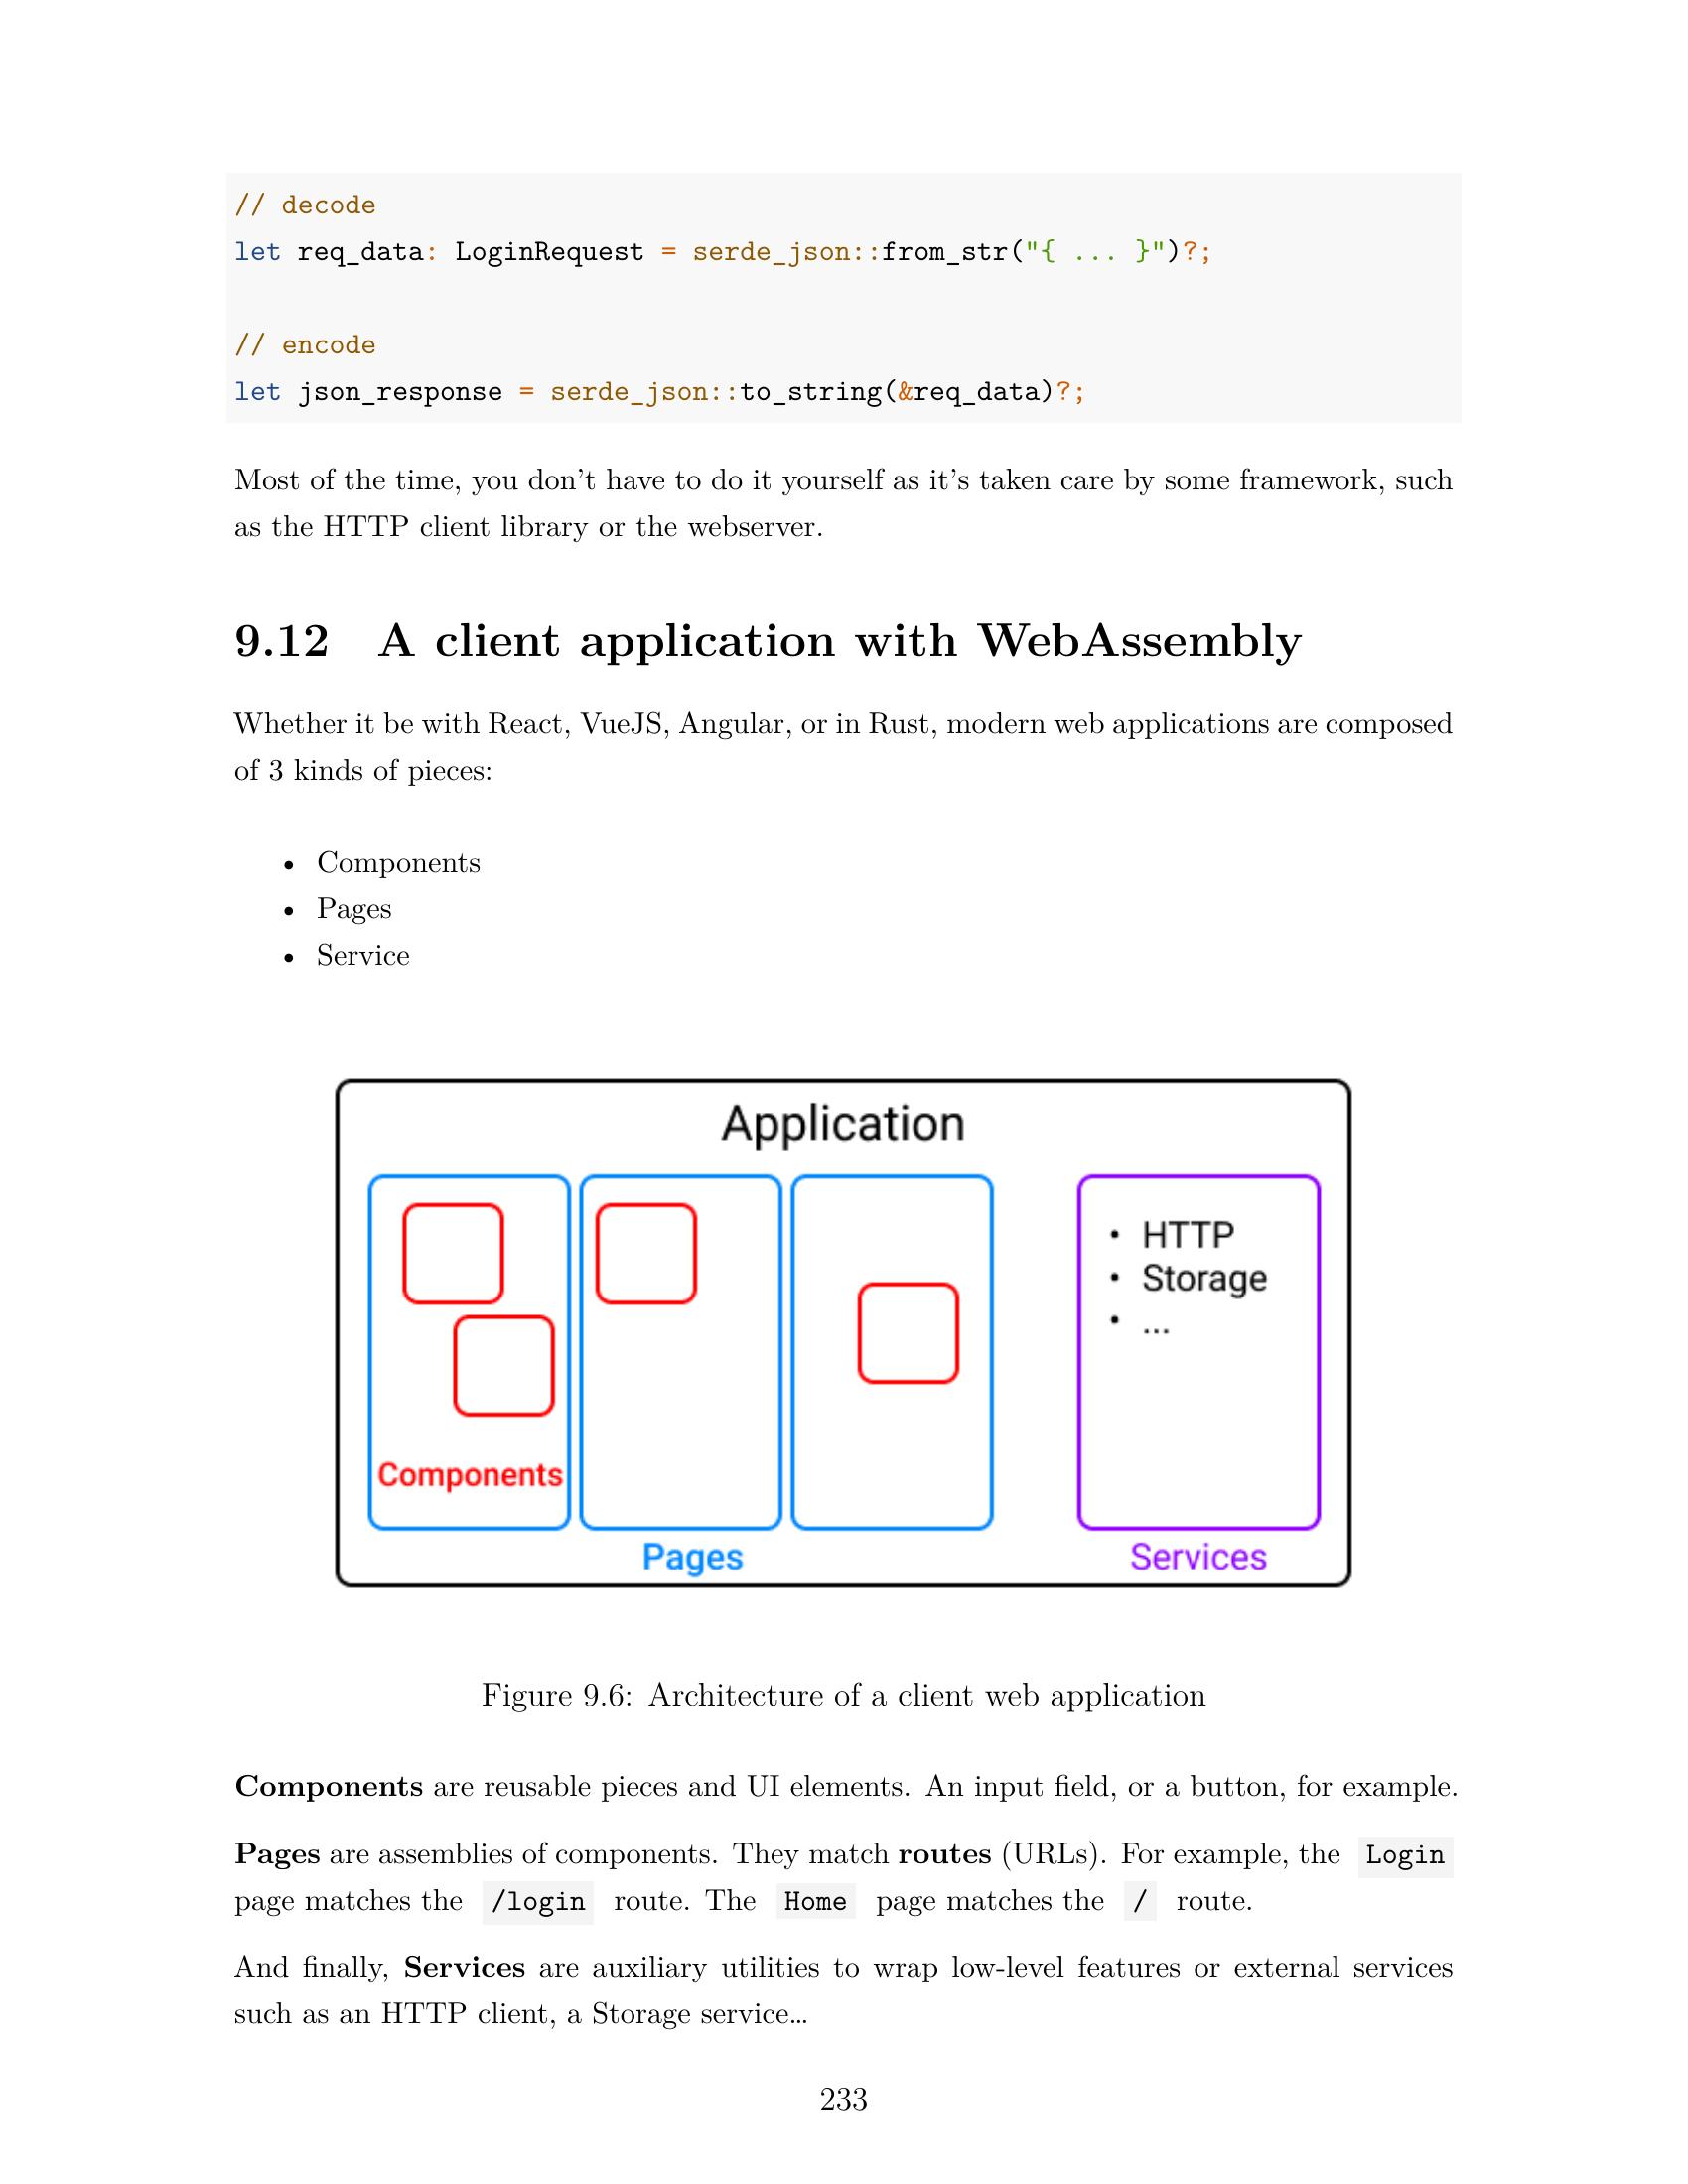 // decode
let req_data: LoginRequest = serde_json::from_str("{ ... }")?;
// encode
let json_response = serde_json::to_string(&req_data)?;
Most of the time, you don't have to do it yourself as it's taken care by some framework, such
as the HTTP client library or the webserver.
9.12 A client application with WebAssembly
Whether it be with React, VueJS, Angular, or in Rust, modern web applications are composed
of 3 kinds of pieces:
• Components
• Pages
• Service
Application
• HTTP
• Storage
• ...
Components
Pages
Services
Figure 9.6: Architecture of a client web application
Components are reusable pieces and UI elements. An input field, or a button, for example.
Pages are assemblies of components. They match routes (URLs). For example, the Login
page matches the /login route. The Home page matches the / route.
And finally, Services are auxiliary utilities to wrap low-level features or external services
such as an HTTP client, a Storage service…
233